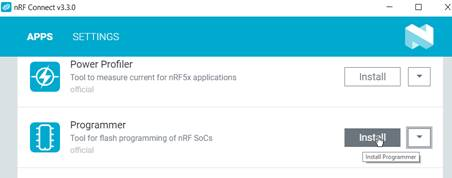 nRF Connect v3.3.0
APPS SETTINGS
Power Profiler
Tool to measure current for nRF5x applications
official
Install
Programmer
Tool for flash programming of nRF SoCs
official
Install
Install Programmer